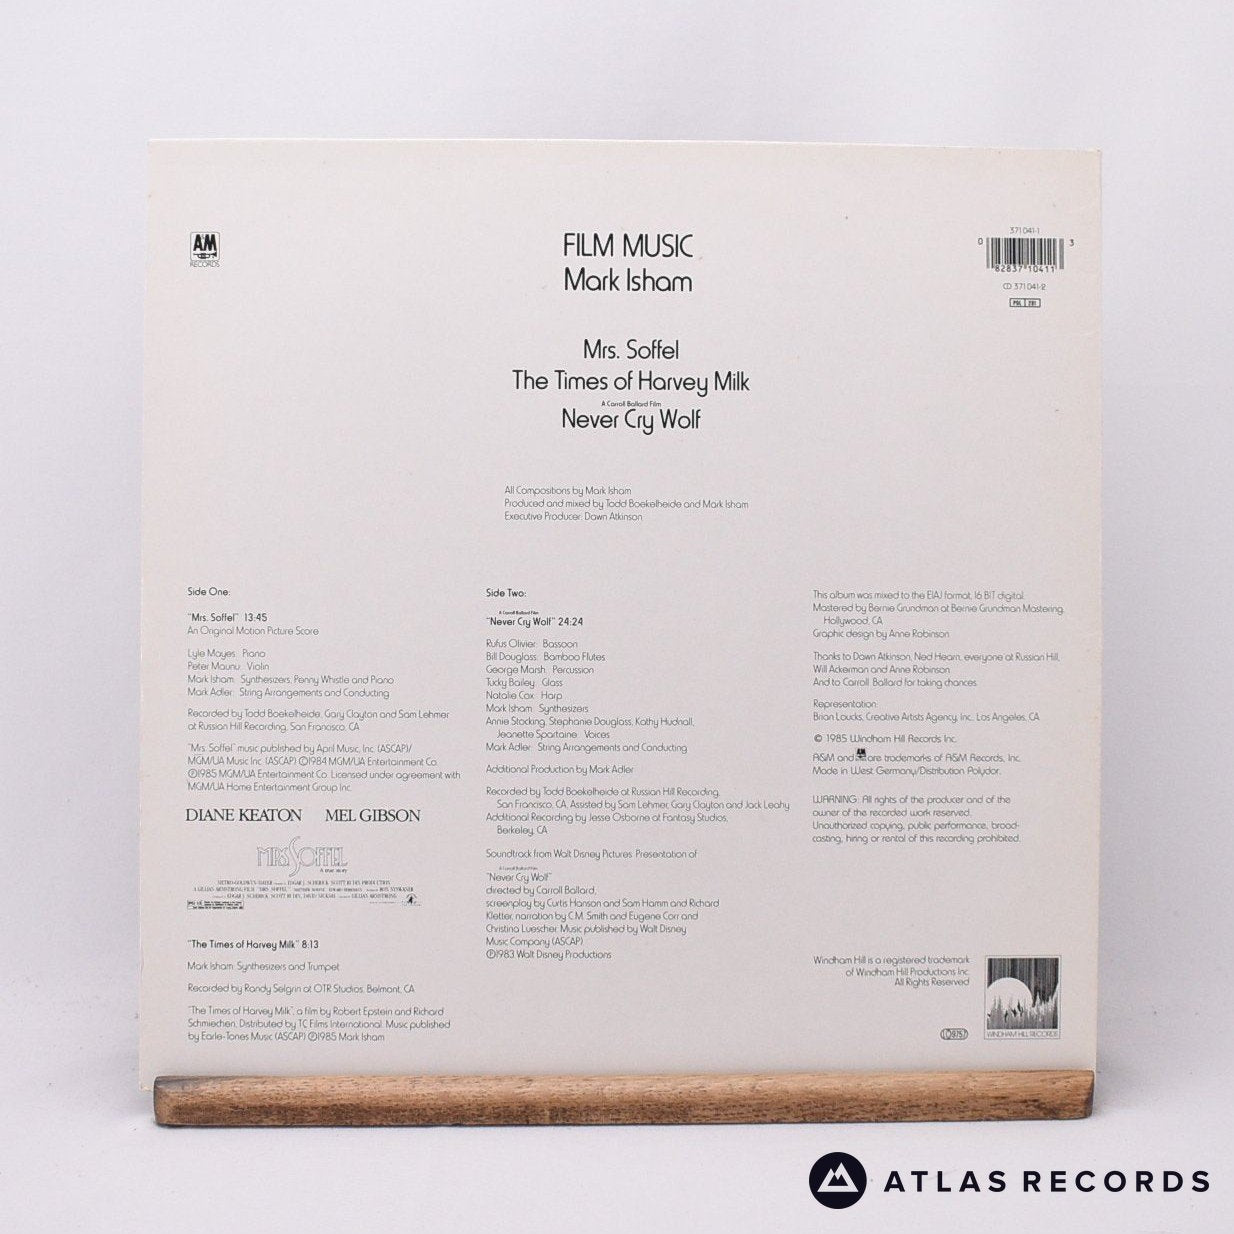 A&M
RECORDS
FILM MUSIC
Mark Isham
371 041-1
0 82837 10411 3
CD 371 041-2
Mrs. Soffel
The Times of Harvey Milk
A Carroll Ballard Film
Never Cry Wolf
All Compositions by Mark Isham
Produced and mixed by Todd Boekelheide and Mark Isham
Executive Producer: Dawn Atkinson
Side One:
"Mrs. Soffel" 13:45
An Original Motion Picture Score
Lyle Mayes: Piano
Peter Maunu: Violin
Mark Isham: Synthesizers, Penny Whistle and Piano
Mark Adler: String Arrangements and Conducting
Recorded by Todd Boekelheide, Gary Clayton and Sam Lehmer
at Russian Hill Recording, San Francisco, CA
"Mrs. Soffel" music published by April Music, Inc. (ASCAP)/
MGM/UA Music Inc. (ASCAP) ©1984 MGM/UA Entertainment Co.
℗1985 MGM/UA Entertainment Co. Licensed under agreement with
MGM/UA Home Entertainment Group Inc.
DIANE KEATON MEL GIBSON
MRS SOFFEL
A true story
"The Times of Harvey Milk" 8:13
Mark Isham: Synthesizers and Trumpet
Recorded by Randy Selgrin at OTR Studios, Belmont, CA
"The Times of Harvey Milk", a film by Robert Epstein and Richard
Schmiechen, Distributed by TC Films International. Music published
by Earle-Tones Music (ASCAP) ℗1985 Mark Isham
Side Two:
A Carroll Ballard Film
"Never Cry Wolf" 24:24
Rufus Olivier: Bassoon
Bill Douglass: Bamboo Flutes
George Marsh: Percussion
Tucky Bailey: Glass
Natalie Cox: Harp
Mark Isham: Synthesizers
Annie Stocking, Stephanie Douglass, Kathy Hudnall,
Jeanette Spartaine: Voices
Mark Adler: String Arrangements and Conducting
Additional Production by Mark Adler
Recorded by Todd Boekelheide at Russian Hill Recording,
San Francisco, CA, Assisted by Sam Lehmer, Gary Clayton and Jack Leahy
Additional Recording by Jesse Osborne at Fantasy Studios,
Berkeley, CA
Soundtrack from Walt Disney Pictures Presentation of
A Carroll Ballard Film
"Never Cry Wolf"
directed by Carroll Ballard,
screenplay by Curtis Hanson and Sam Hamm and Richard
Kletter, narration by C.M. Smith and Eugene Corr and
Christina Luescher. Music published by Walt Disney
Music Company (ASCAP)
℗1983 Walt Disney Productions
This album was mixed to the EIAJ format, 16 BIT digital.
Mastered by Bernie Grundman at Bernie Grundman Mastering,
Hollywood, CA
Graphic design by Anne Robinson
Thanks to Dawn Atkinson, Ned Hearn, everyone at Russian Hill,
Will Ackerman and Anne Robinson.
And to Carroll Ballard for taking chances.
Representation:
Brian Loucks, Creative Artists Agency, Inc., Los Angeles, CA
© 1985 Windham Hill Records Inc.
A&M and A&M are trademarks of A&M Records, Inc.
Made in West Germany/Distribution Polydor.
WARNING: All rights of the producer and of the
owner of the recorded work reserved.
Unauthorized copying, public performance, broad-
casting, hiring or rental of this recording prohibited.
Windham Hill is a registered trademark
of Windham Hill Productions Inc.
All Rights Reserved
WINDHAM HILL RECORDS
ATLAS RECORDS